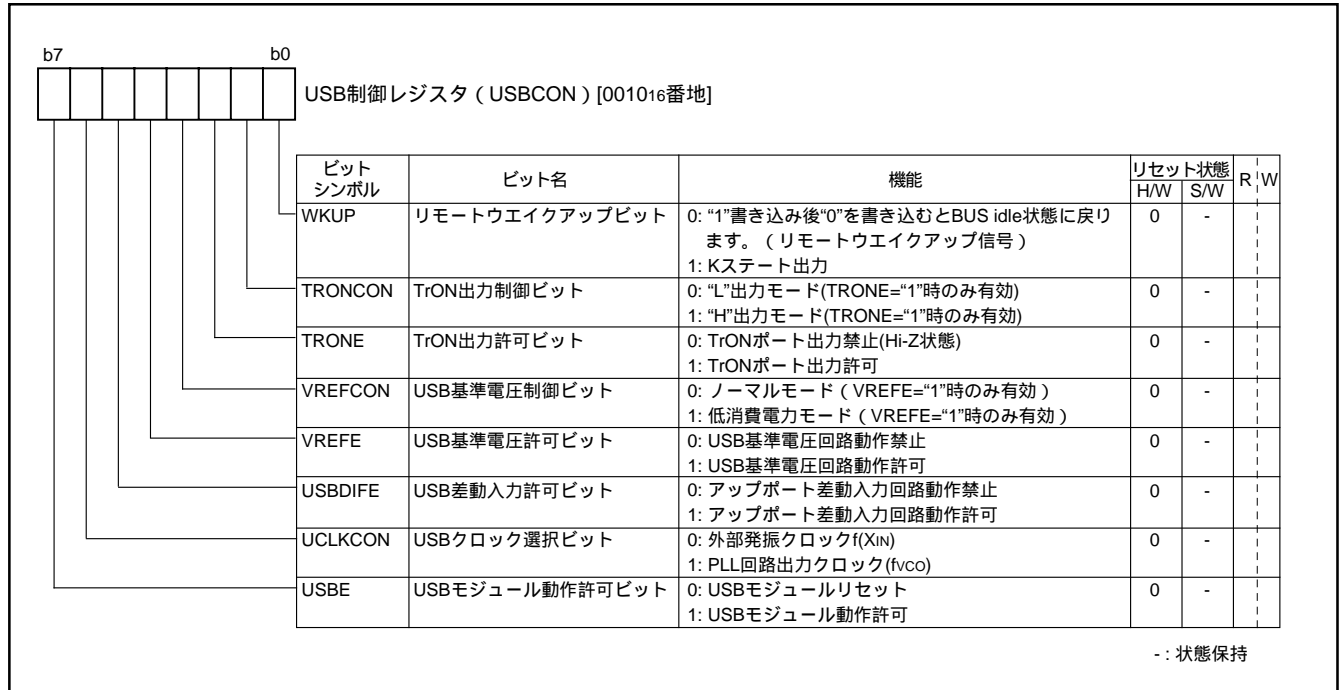 b7 b0
USB制御レジスタ（USBCON）[001016番地]
ビットシンボル ビット名 機能 リセット状態 H/W S/W R W
WKUP リモートウエイクアップビット 0: “1”書き込み後“0”を書き込むとBUS idle状態に戻り 0 -
ます。（リモートウエイクアップ信号）
1: Kステート出力
TRONCON TrON出力制御ビット 0: “L”出力モード(TRONE=“1”時のみ有効) 0 -
1: “H”出力モード(TRONE=“1”時のみ有効)
TRONE TrON出力許可ビット 0: TrONポート出力禁止(Hi-Z状態) 0 -
1: TrONポート出力許可
VREFCON USB基準電圧制御ビット 0: ノーマルモード（VREFE=“1”時のみ有効） 0 -
1: 低消費電力モード（VREFE=“1”時のみ有効）
VREFE USB基準電圧許可ビット 0: USB基準電圧回路動作禁止 0 -
1: USB基準電圧回路動作許可
USBDIFE USB差動入力許可ビット 0: アップポート差動入力回路動作禁止 0 -
1: アップポート差動入力回路動作許可
UCLKCON USBクロック選択ビット 0: 外部発振クロックf(XIN) 0 -
1: PLL回路出力クロック(fVCO)
USBE USBモジュール動作許可ビット 0: USBモジュールリセット 0 -
1: USBモジュール動作許可
- : 状態保持